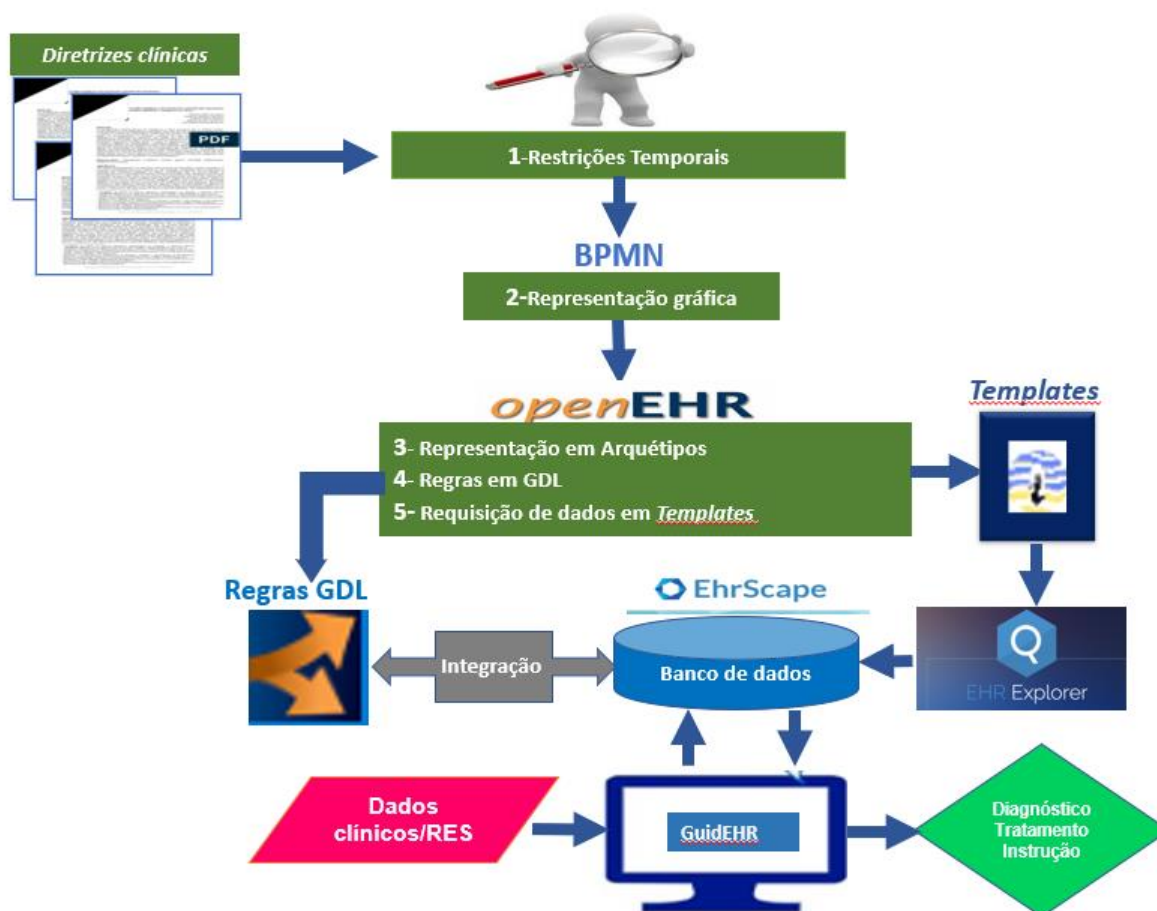 Diretrizes clínicas
PDF
1-Restrições Temporais
BPMN
2-Representação gráfica
openEHR
Templates
3- Representação em Arquétipos
4- Regras em GDL
5- Requisição de dados em Templates
Regras GDL
EhrScape
Integração
Banco de dados
Q
EHR Explorer
Dados
clínicos/RES
GuidEHR
Diagnóstico
Tratamento
Instrução